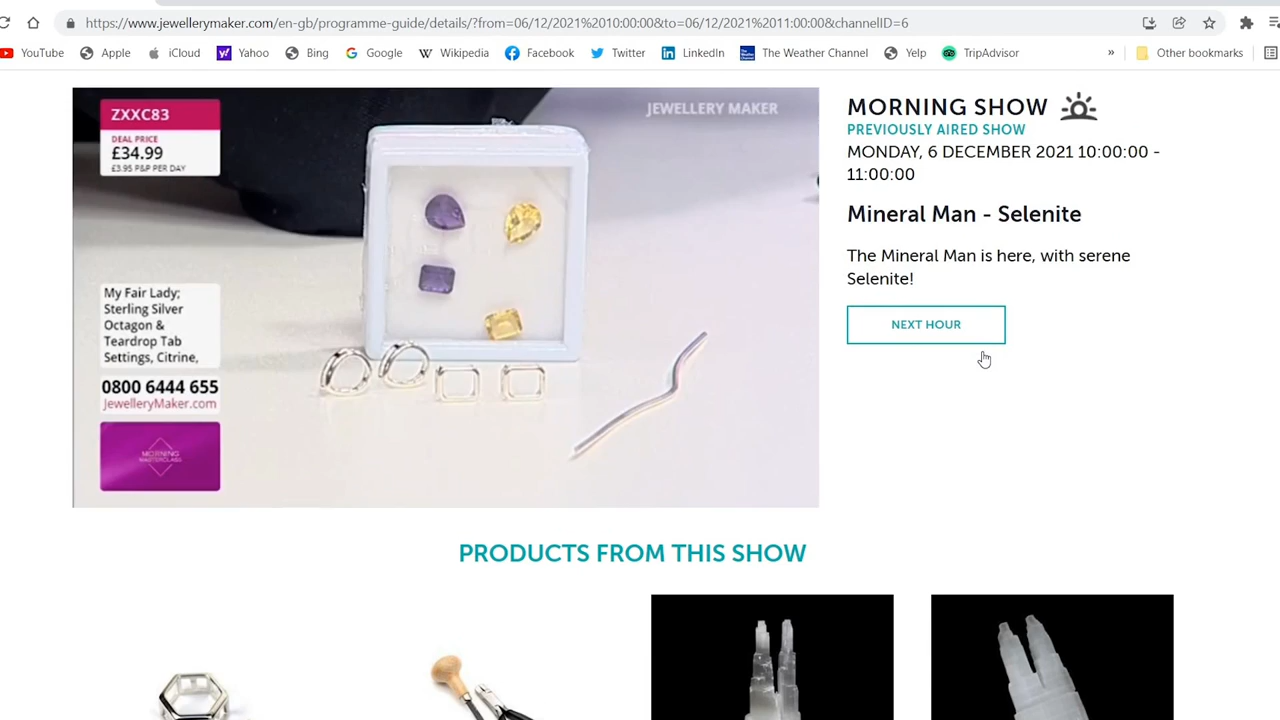 https://www.jewellerymaker.com/en-gb/programme-guide/details/?from=06/12/2021%2010:00:00&to=06/12/2021%2011:00:00&channelID=6
YouTube Apple iCloud Yahoo Bing Google Wikipedia Facebook Twitter LinkedIn The Weather Channel Yelp TripAdvisor » Other bookmarks
ZXXC83
DEAL PRICE
£34.99
£3.95 P&P PER DAY
JEWELLERY MAKER
My Fair Lady;
Sterling Silver
Octagon &
Teardrop Tab
Settings, Citrine,
0800 6444 655
JewelleryMaker.com
MORNING
MASTERCLASS
MORNING SHOW
PREVIOUSLY AIRED SHOW
MONDAY, 6 DECEMBER 2021 10:00:00 -
11:00:00
Mineral Man - Selenite
The Mineral Man is here, with serene
Selenite!
NEXT HOUR
PRODUCTS FROM THIS SHOW